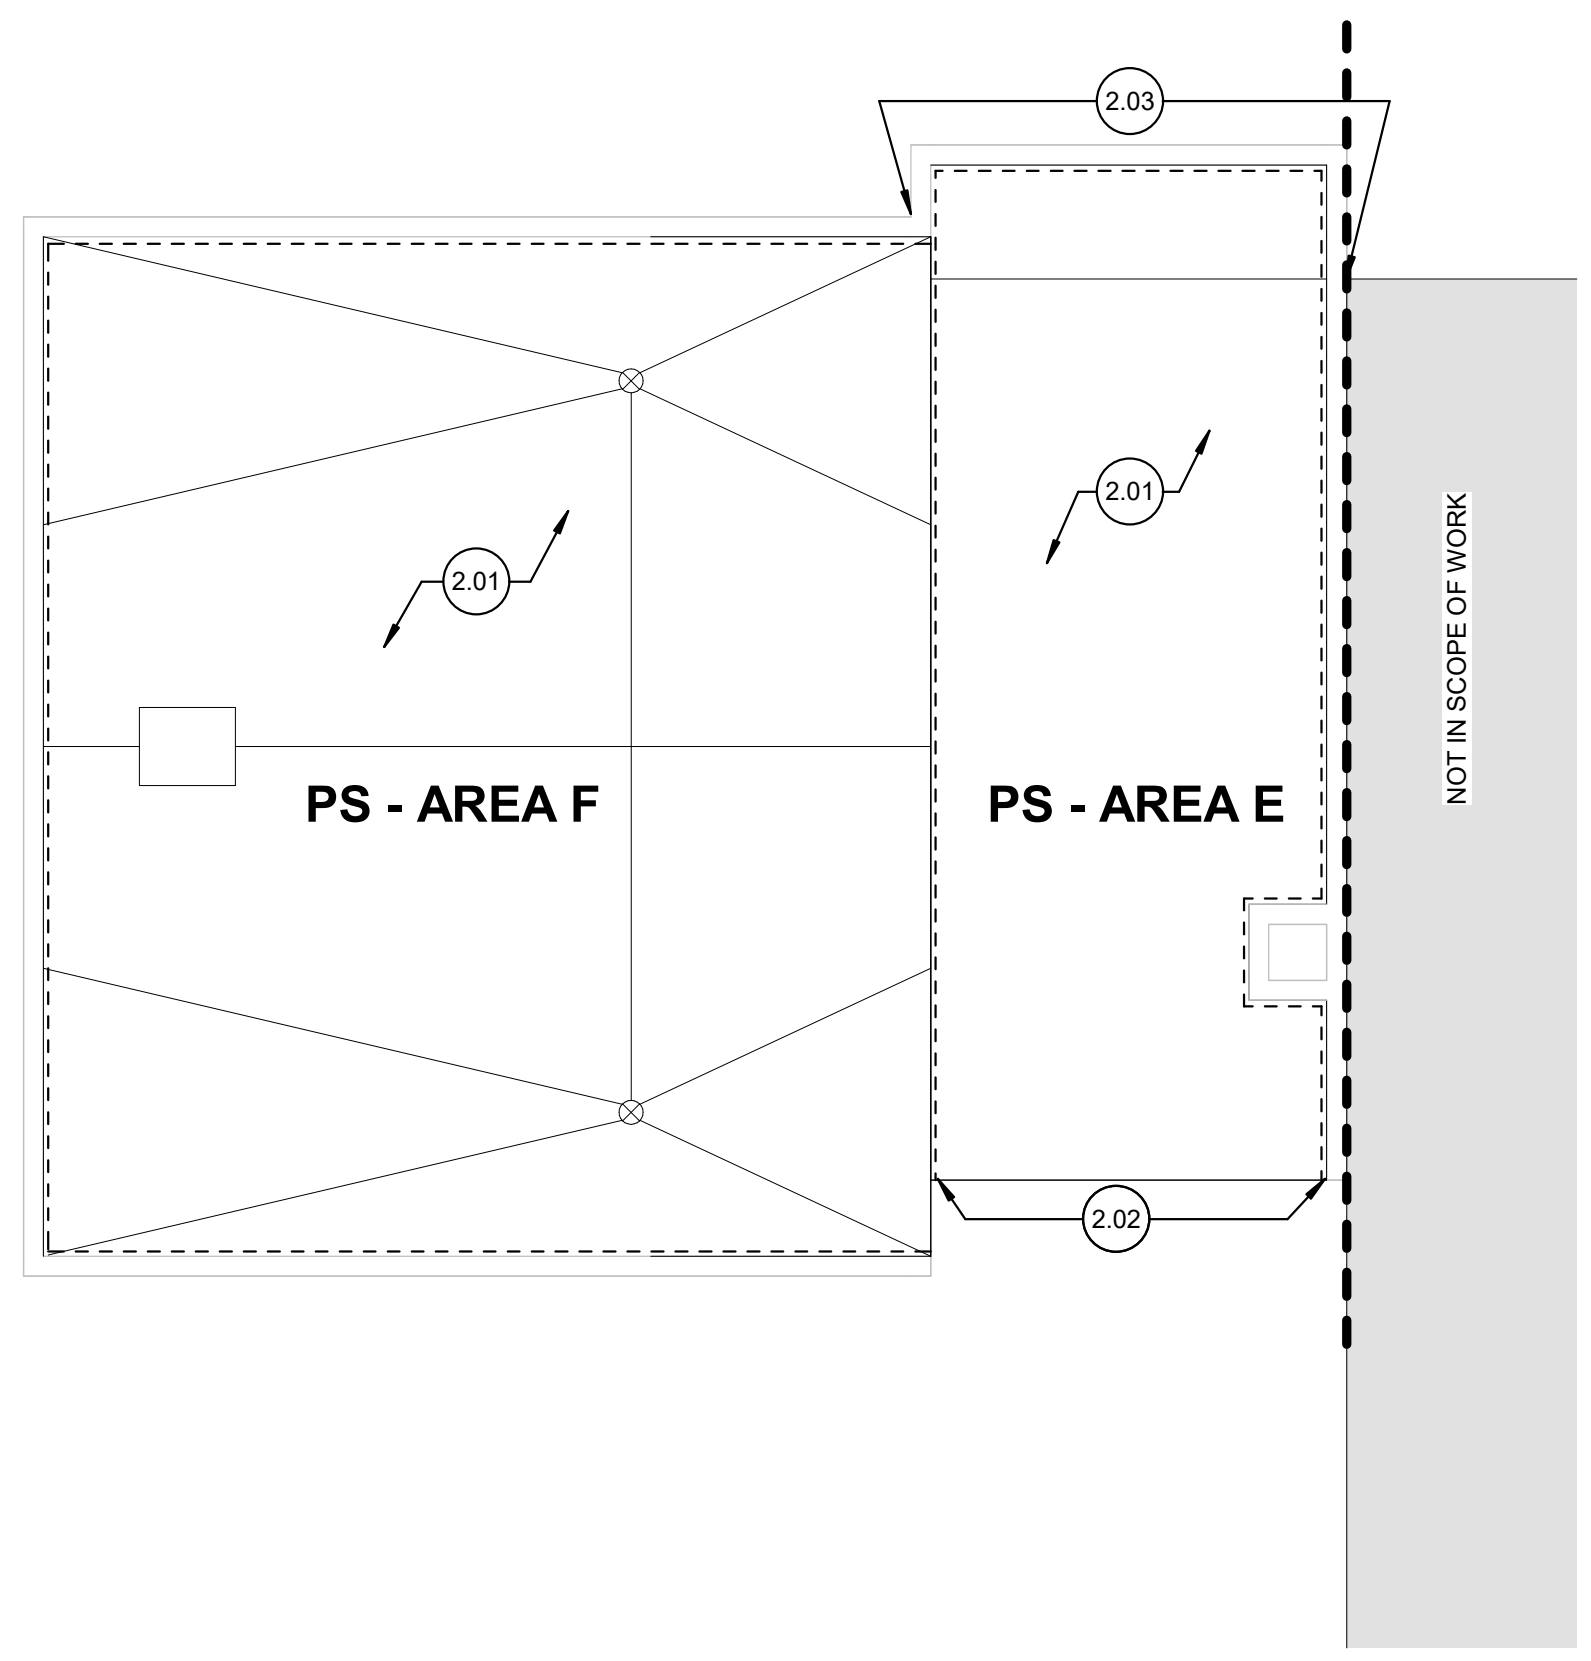 2.03
2.01
2.01
NOT IN SCOPE OF WORK
PS - AREA F
PS - AREA E
2.02